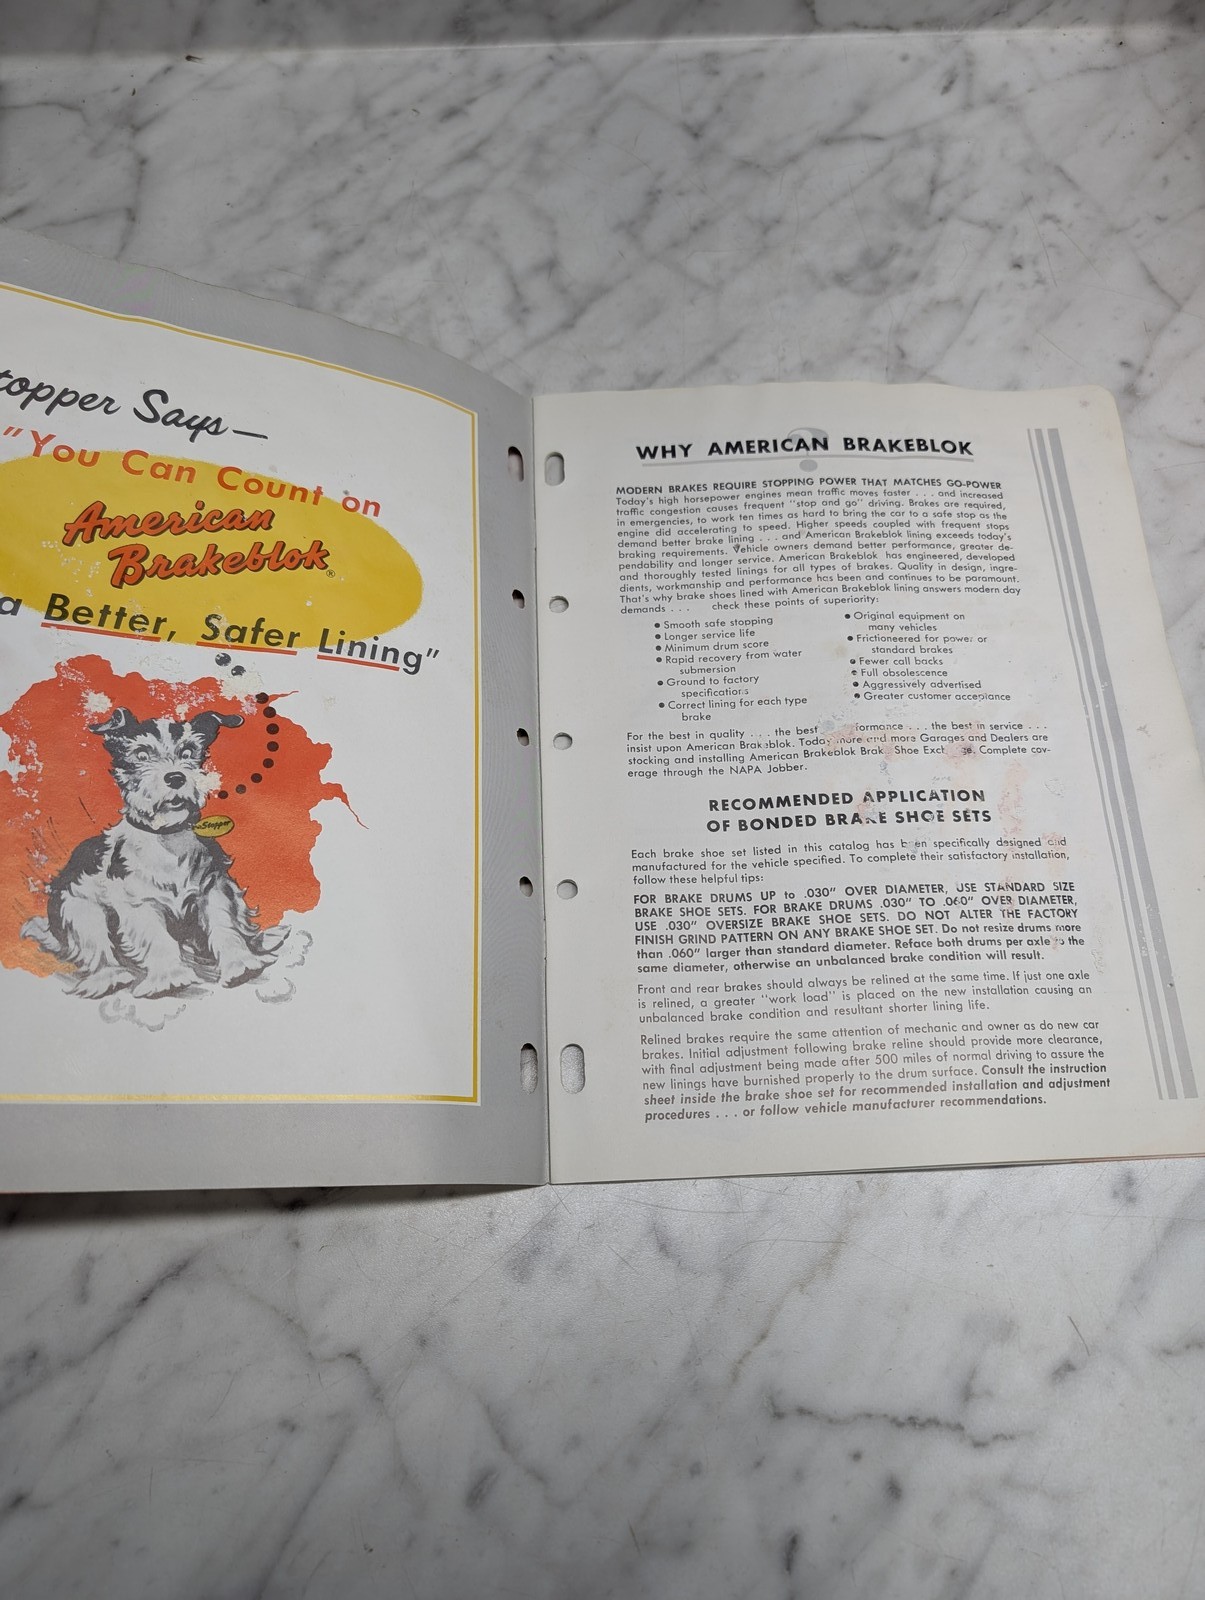 topper Says—
"You Can Count on
American
Brakeblok®
a Better, Safer Lining"
Stopper
WHY AMERICAN BRAKEBLOK
?
MODERN BRAKES REQUIRE STOPPING POWER THAT MATCHES GO-POWER
Today's high horsepower engines mean traffic moves faster . . . and increased
traffic congestion causes frequent "stop and go" driving. Brakes are required,
in emergencies, to work ten times as hard to bring the car to a safe stop as the
engine did accelerating to speed. Higher speeds coupled with frequent stops
demand better brake lining . . . and American Brakeblok lining exceeds today's
braking requirements. Vehicle owners demand better performance, greater de-
pendability and longer service. American Brakeblok has engineered, developed
and thoroughly tested linings for all types of brakes. Quality in design, ingre-
dients, workmanship and performance has been and continues to be paramount.
That's why brake shoes lined with American Brakeblok lining answers modern day
demands . . . check these points of superiority:
• Smooth safe stopping
• Longer service life
• Minimum drum score
• Rapid recovery from water
submersion
• Ground to factory
specifications
• Correct lining for each type
brake
• Original equipment on
many vehicles
• Frictioneered for power or
standard brakes
• Fewer call backs
• Full obsolescence
• Aggressively advertised
• Greater customer acceptance
For the best in quality . . . the best formance . . . the best in service . . .
insist upon American Brakeblok. Today more and more Garages and Dealers are
stocking and installing American Brakeblok Brak Shoe Exch ge. Complete cov-
erage through the NAPA Jobber.
RECOMMENDED APPLICATION
OF BONDED BRAKE SHOE SETS
Each brake shoe set listed in this catalog has been specifically designed and
manufactured for the vehicle specified. To complete their satisfactory installation,
follow these helpful tips:
FOR BRAKE DRUMS UP to .030" OVER DIAMETER, USE STANDARD SIZE
BRAKE SHOE SETS. FOR BRAKE DRUMS .030" TO .060" OVER DIAMETER,
USE .030" OVERSIZE BRAKE SHOE SETS. DO NOT ALTER THE FACTORY
FINISH GRIND PATTERN ON ANY BRAKE SHOE SET. Do not resize drums more
than .060" larger than standard diameter. Reface both drums per axle to the
same diameter, otherwise an unbalanced brake condition will result.
Front and rear brakes should always be relined at the same time. If just one axle
is relined, a greater "work load" is placed on the new installation causing an
unbalanced brake condition and resultant shorter lining life.
Relined brakes require the same attention of mechanic and owner as do new car
brakes. Initial adjustment following brake reline should provide more clearance,
with final adjustment being made after 500 miles of normal driving to assure the
new linings have burnished properly to the drum surface. Consult the instruction
sheet inside the brake shoe set for recommended installation and adjustment
procedures . . . or follow vehicle manufacturer recommendations.